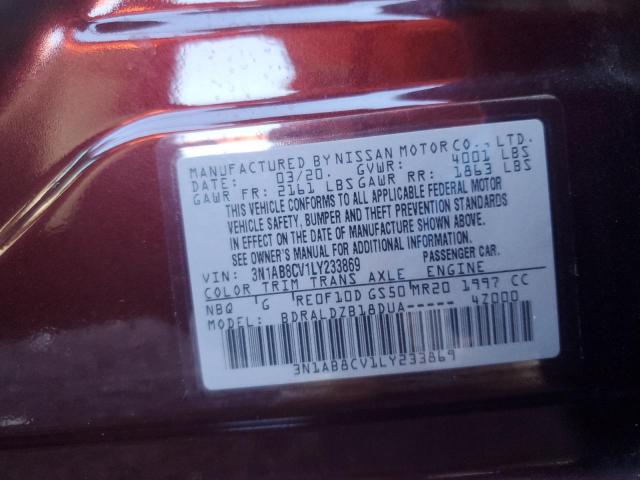 MANUFACTURED BY NISSAN MOTOR CO., LTD.
DATE: 03/20. GVWR: 4001 LBS
GAWR FR: 2161 LBS GAWR RR: 1863 LBS
THIS VEHICLE CONFORMS TO ALL APPLICABLE FEDERAL MOTOR
VEHICLE SAFETY, BUMPER AND THEFT PREVENTION STANDARDS
IN EFFECT ON THE DATE OF MANUFACTURE SHOWN ABOVE.
SEE OWNER'S MANUAL FOR ADDITIONAL INFORMATION.
VIN: 3N1AB8CV1LY233869 PASSENGER CAR.
COLOR TRIM TRANS AXLE ENGINE
NBQ G RE0F10D GS50 MR20 1997 CC
MODEL: BDRALDZB18DUA----- 4Z000
3N1AB8CV1LY233869